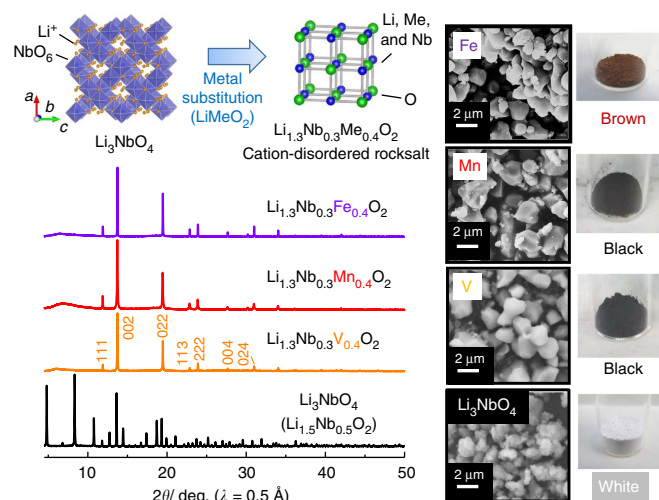 Li⁺
NbO₆
a
b
c
Li₃NbO₄
Metal
substitution
(LiMeO₂)
Li, Me,
and Nb
O
Li₁.₃Nb₀.₃Me₀.₄O₂
Cation-disordered rocksalt
Li₁.₃Nb₀.₃Fe₀.₄O₂
Li₁.₃Nb₀.₃Mn₀.₄O₂
Li₁.₃Nb₀.₃V₀.₄O₂
111
002
022
113
222
004
024
Li₃NbO₄
(Li₁.₅Nb₀.₅O₂)
10
20
30
40
50
2θ/ deg. (λ = 0.5 Å)
Fe
2 μm
Brown
Mn
2 μm
Black
V
2 μm
Black
Li₃NbO₄
2 μm
White